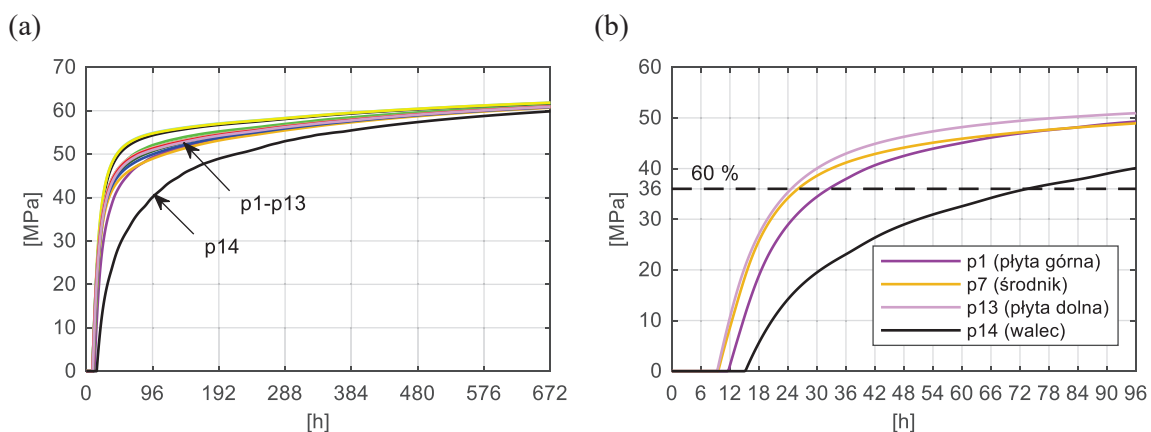 (a)
70
60
50
40
30
20
10
0
[MPa]
p1-p13
p14
0 96 192 288 384 480 576 672
[h]
(b)
60
50
40
36
30
20
10
0
[MPa]
60 %
p1 (płyta górna)
p7 (środnik)
p13 (płyta dolna)
p14 (walec)
0 6 12 18 24 30 36 42 48 54 60 66 72 78 84 90 96
[h]